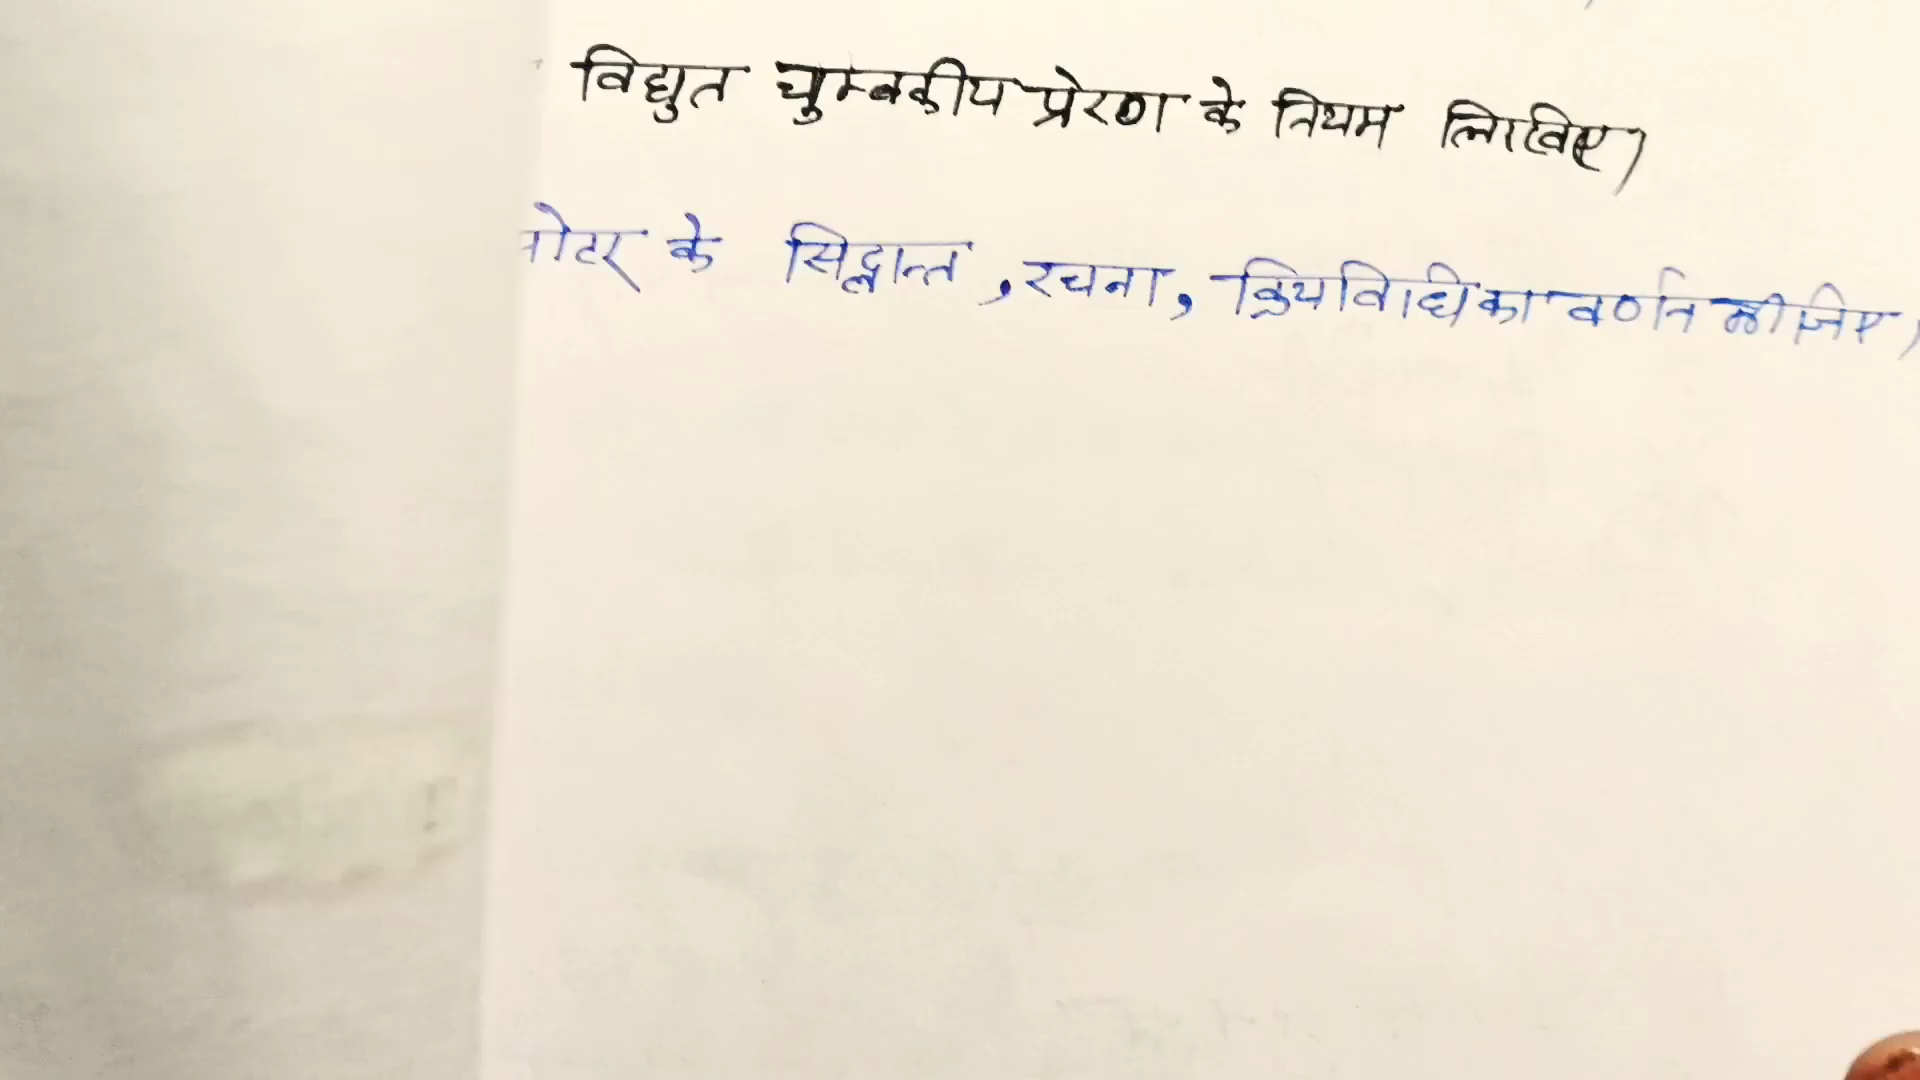 विद्युत चुम्बकीय प्रेरण के नियम लिखिए।
मोटर के सिद्धान्त, रचना, क्रियविधि का वर्णन कीजिए।